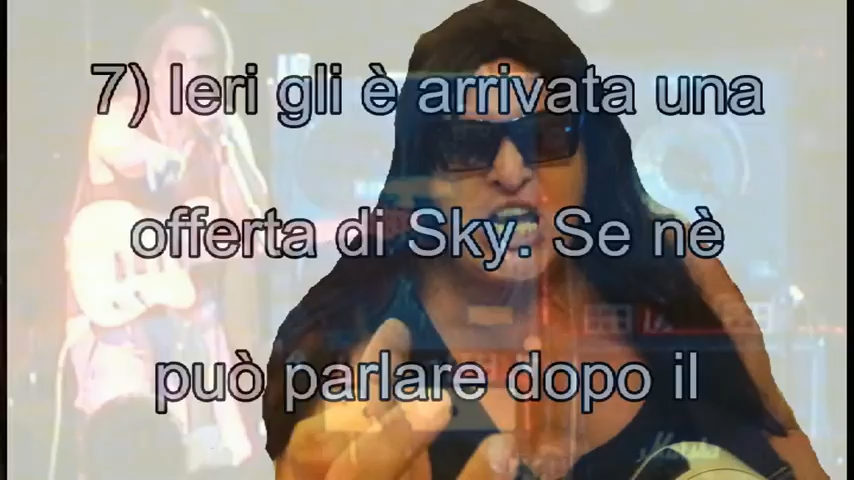 7) Ieri gli è arrivata una
offerta di Sky. Se nè
può parlare dopo il